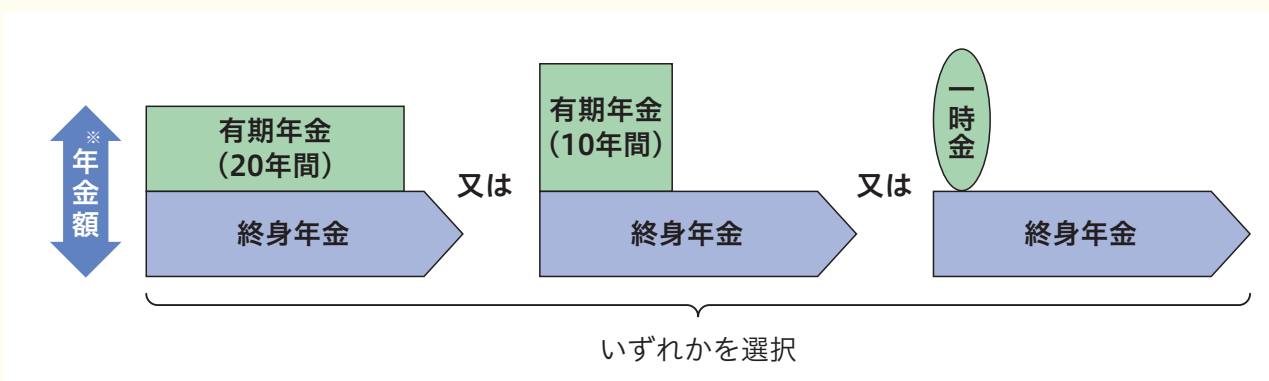 ※
年金額
有期年金
（20年間）
終身年金
又は
有期年金
（10年間）
終身年金
又は
一時金
終身年金
いずれかを選択